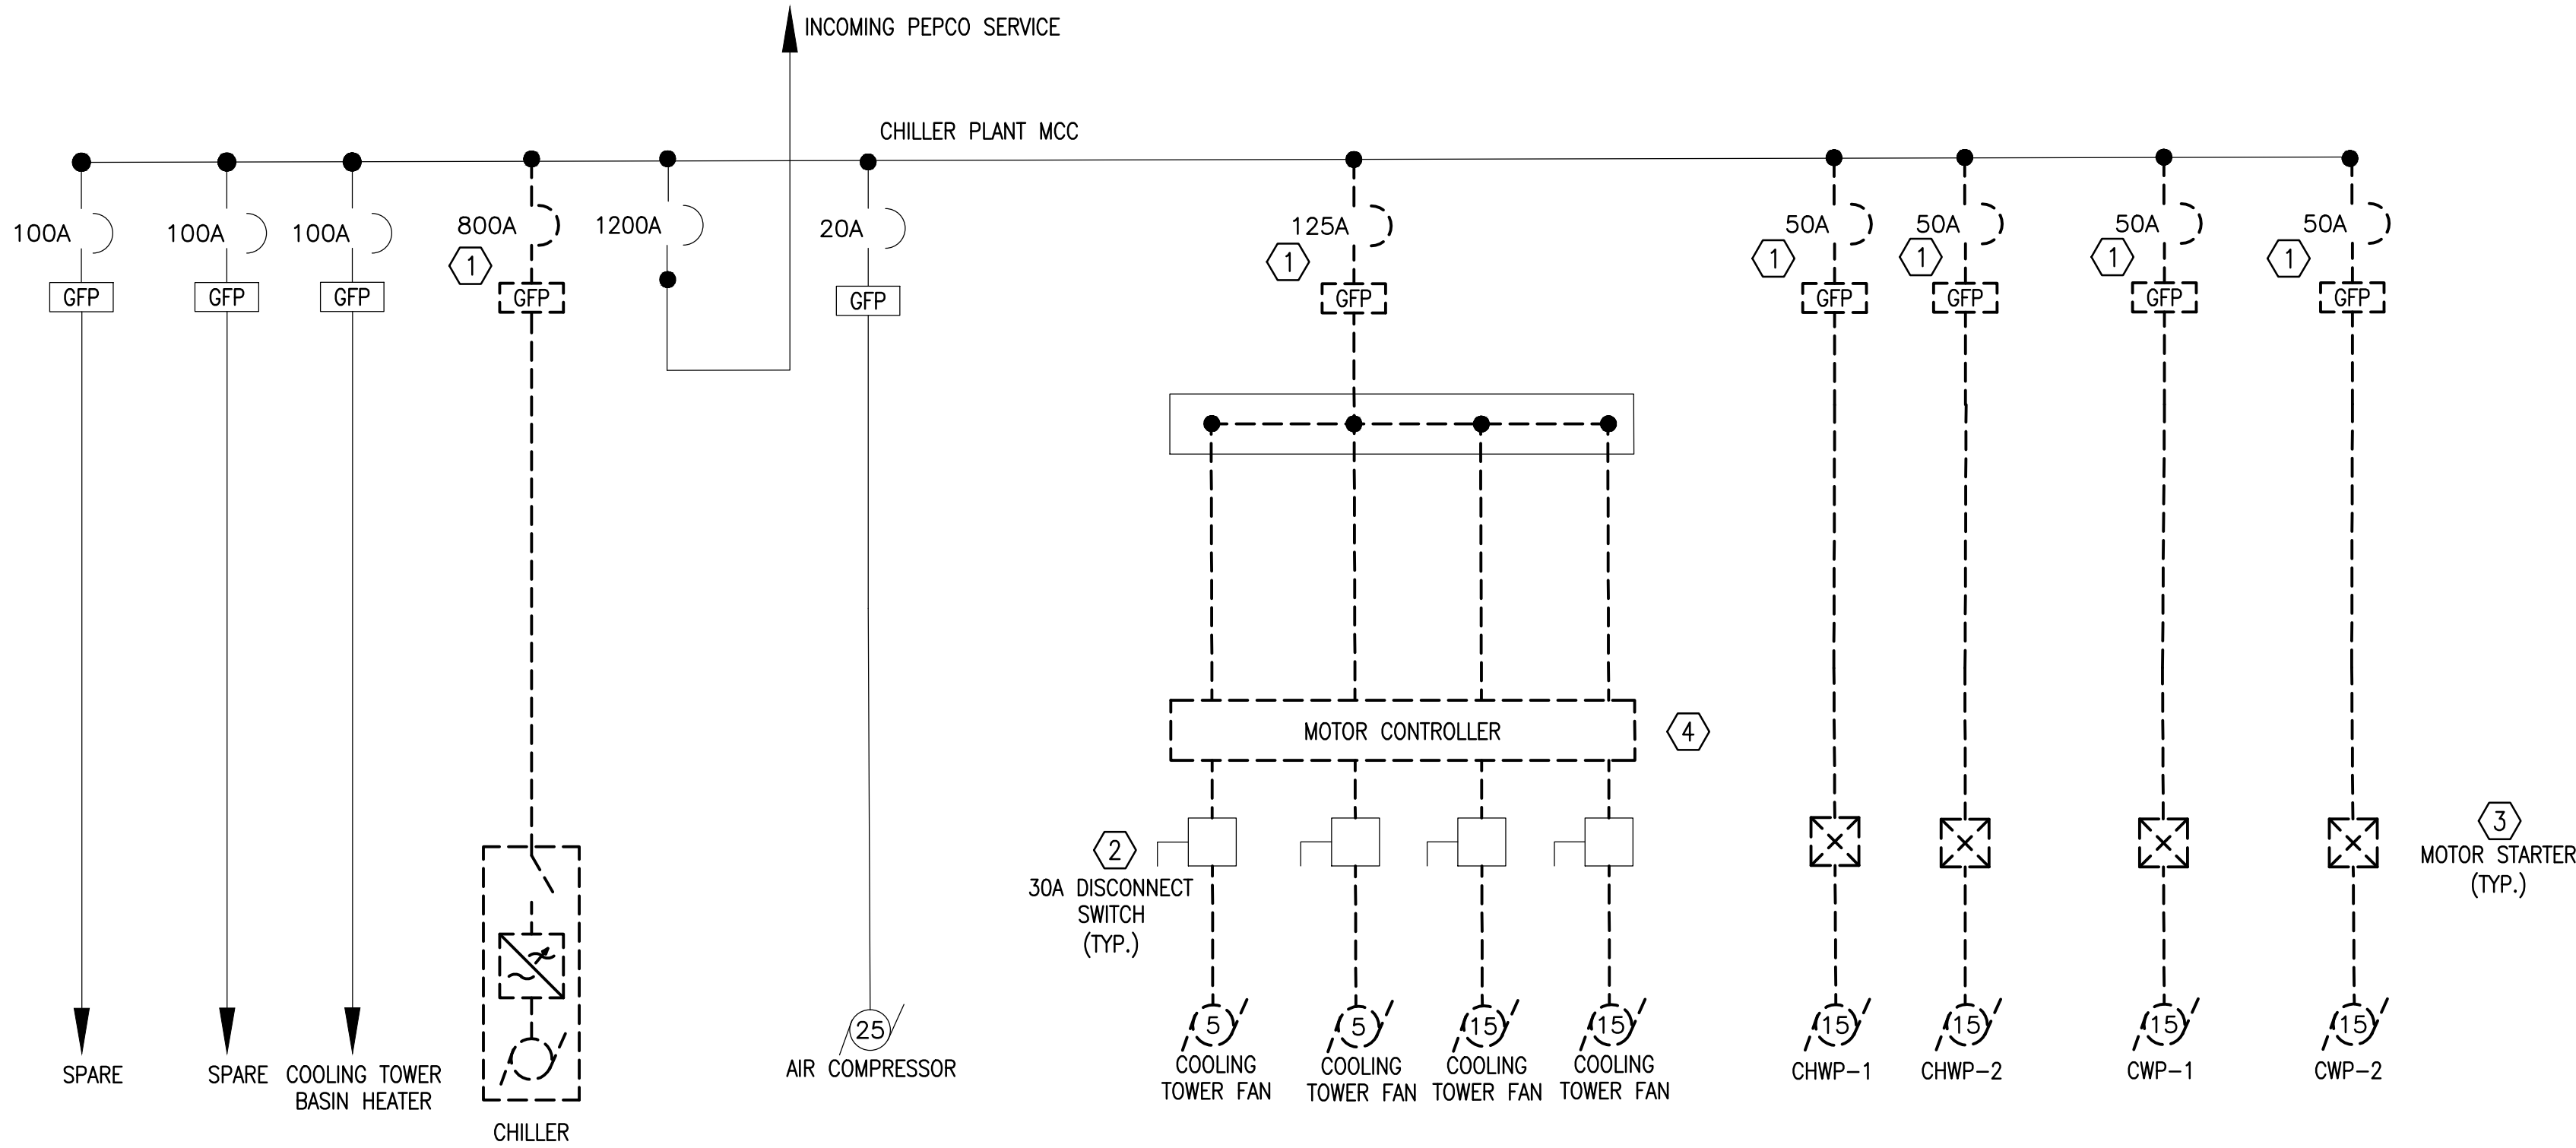 INCOMING PEPCO SERVICE
CHILLER PLANT MCC
100A
100A
100A
800A
1200A
20A
125A
50A
50A
50A
50A
1
1
1
1
1
1
GFP
GFP
GFP
GFP
GFP
GFP
GFP
GFP
GFP
GFP
MOTOR CONTROLLER
4
2
30A DISCONNECT
SWITCH
(TYP.)
3
MOTOR STARTER
(TYP.)
SPARE
SPARE
COOLING TOWER
BASIN HEATER
CHILLER
25
AIR COMPRESSOR
5
COOLING
TOWER FAN
5
COOLING
TOWER FAN
15
COOLING
TOWER FAN
15
COOLING
TOWER FAN
15
CHWP-1
15
CHWP-2
15
CWP-1
15
CWP-2